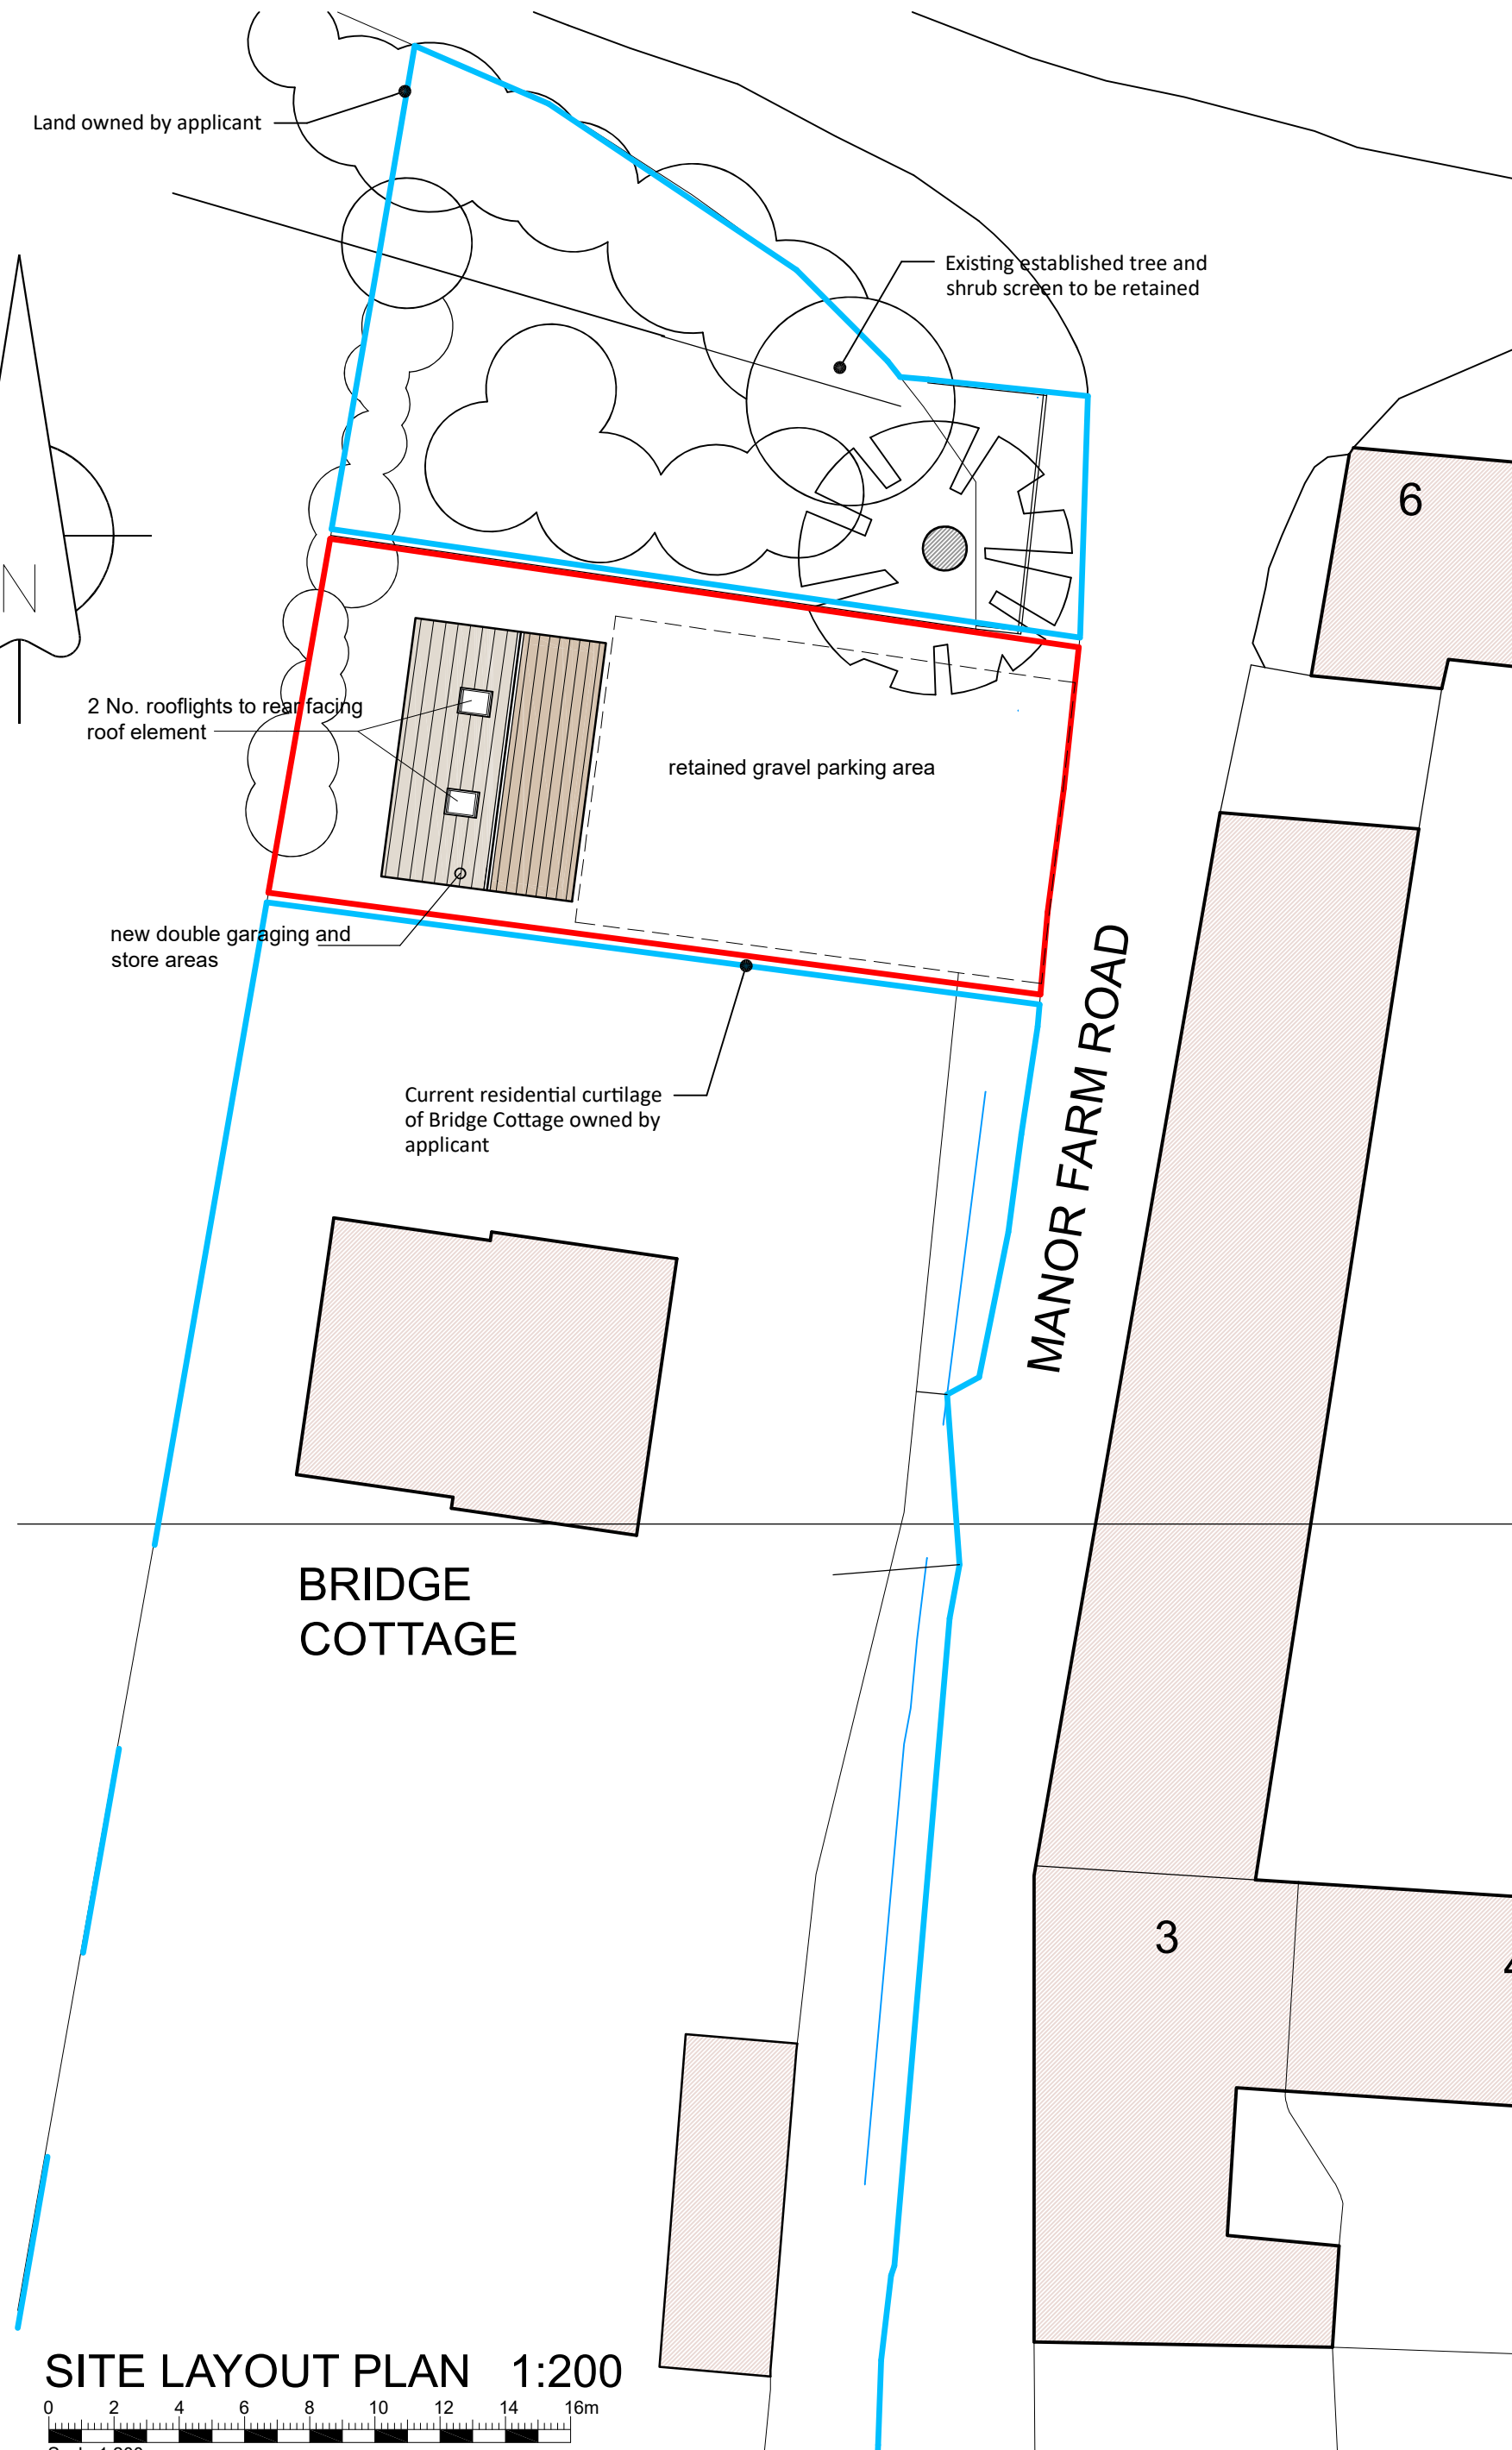 Land owned by applicant
Existing established tree and
shrub screen to be retained
6
N
2 No. rooflights to rear facing
roof element
retained gravel parking area
new double garaging and
store areas
MANOR FARM ROAD
Current residential curtilage
of Bridge Cottage owned by
applicant
BRIDGE
COTTAGE
3
SITE LAYOUT PLAN 1:200
0 2 4 6 8 10 12 14 16m